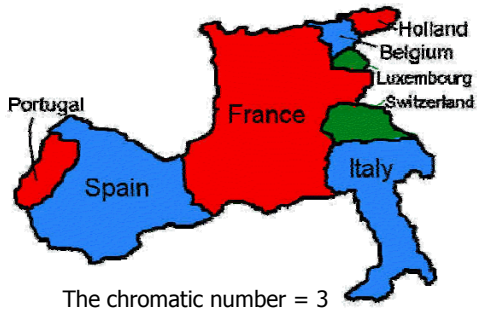 Holland
Belgium
Luxembourg
Switzerland
Portugal
France
Spain
Italy
The chromatic number = 3